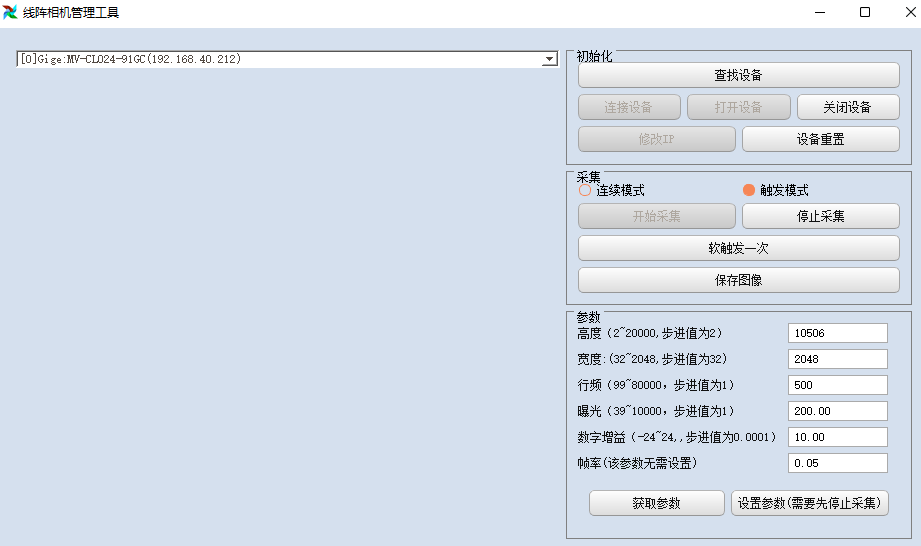 线阵相机管理工具
[0]Gige:MV-CL024-91GC(192.168.40.212)
初始化
查找设备
连接设备 打开设备 关闭设备
修改IP 设备重置
采集
连续模式 触发模式
开始采集 停止采集
软触发一次
保存图像
参数
高度（2~20000,步进值为2） 10506
宽度:(32~2048,步进值为32) 2048
行频（99~80000，步进值为1） 500
曝光（39~10000，步进值为1） 200.00
数字增益（-24~24,,步进值为0.0001） 10.00
帧率(该参数无需设置) 0.05
获取参数 设置参数(需要先停止采集)